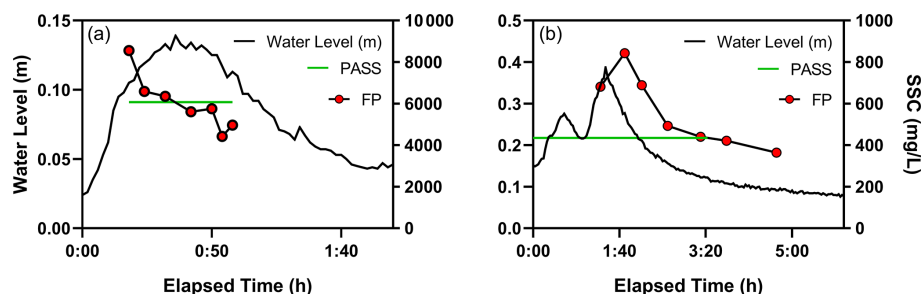 (a)
Water Level (m)
PASS
FP
Water Level (m)
0.15
0.10
0.05
0.00
10 000
8000
6000
4000
2000
0
0:00
0:50
1:40
Elapsed Time (h)
(b)
Water Level (m)
PASS
FP
0.5
0.4
0.3
0.2
0.1
0.0
1000
800
600
400
200
0
SSC (mg/L)
0:00
1:40
3:20
5:00
Elapsed Time (h)